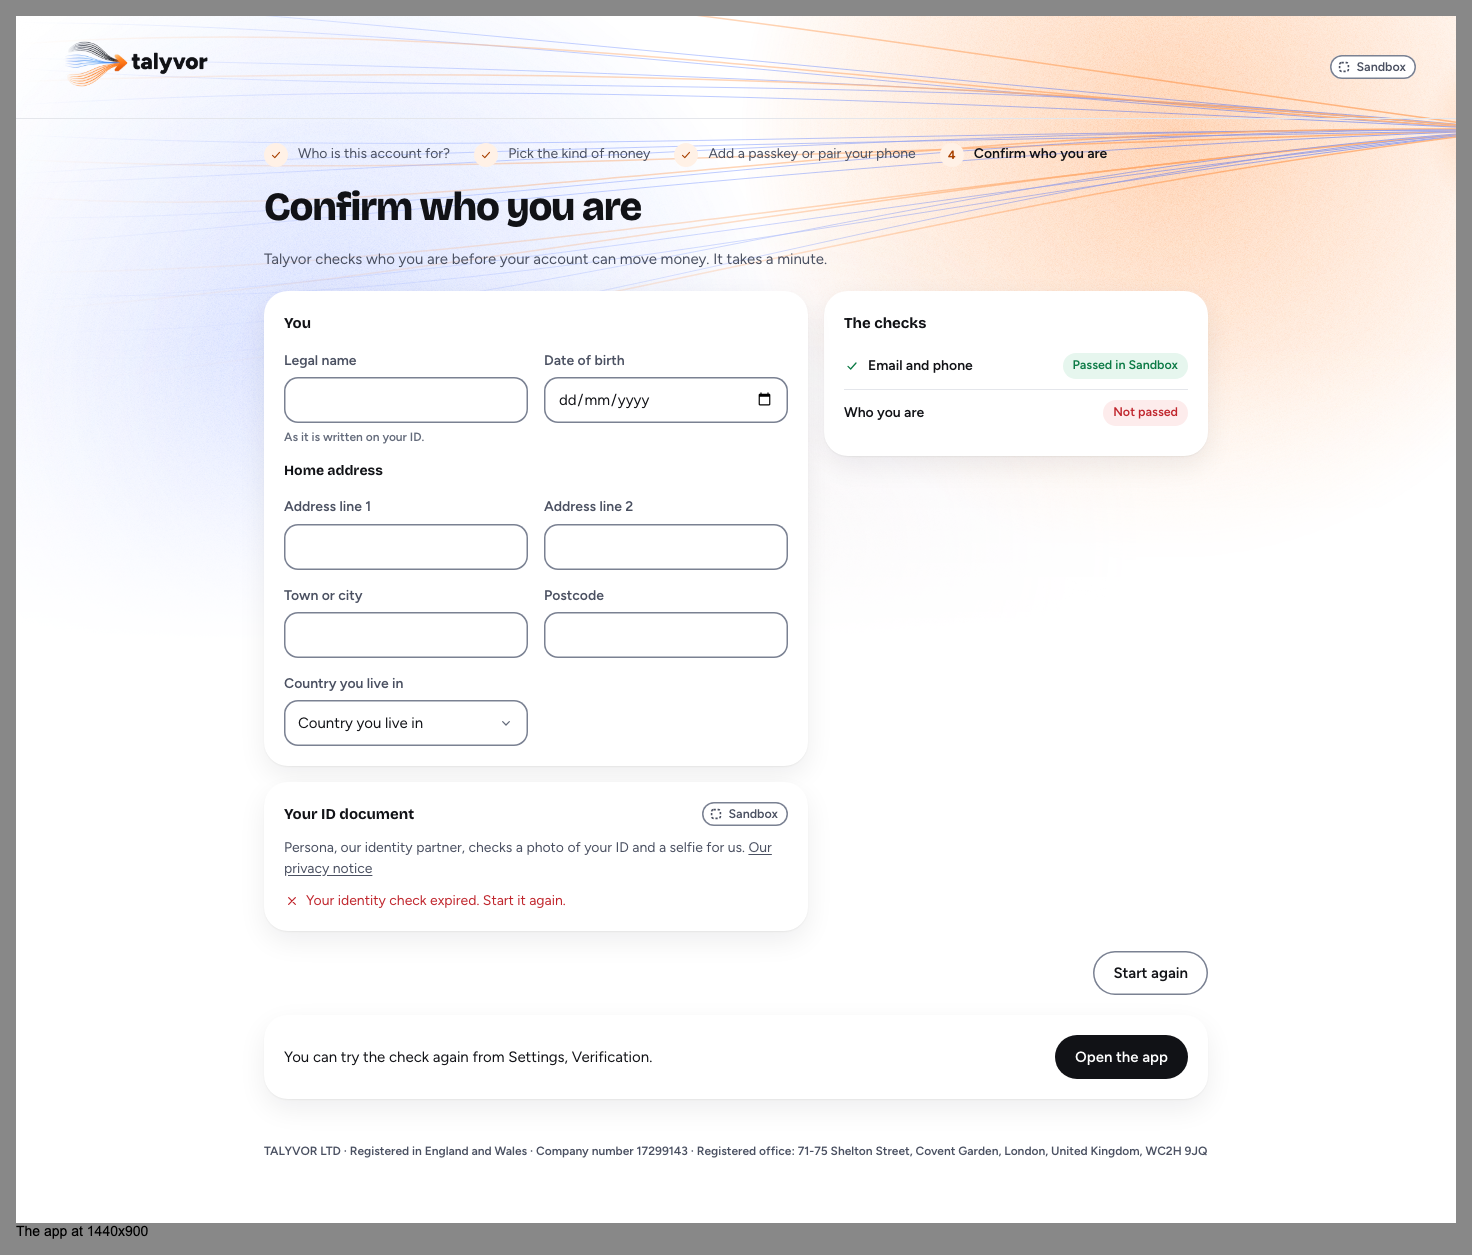 talyvor
Sandbox
Who is this account for?
Pick the kind of money
Add a passkey or pair your phone
4 Confirm who you are
Confirm who you are
Talyvor checks who you are before your account can move money. It takes a minute.
You
Legal name
Date of birth
dd/mm/yyyy
As it is written on your ID.
Home address
Address line 1
Address line 2
Town or city
Postcode
Country you live in
Country you live in
The checks
Email and phone
Passed in Sandbox
Who you are
Not passed
Your ID document
Sandbox
Persona, our identity partner, checks a photo of your ID and a selfie for us. Our
privacy notice
Your identity check expired. Start it again.
Start again
You can try the check again from Settings, Verification.
Open the app
TALYVOR LTD · Registered in England and Wales · Company number 17299143 · Registered office: 71-75 Shelton Street, Covent Garden, London, United Kingdom, WC2H 9JQ
The app at 1440x900